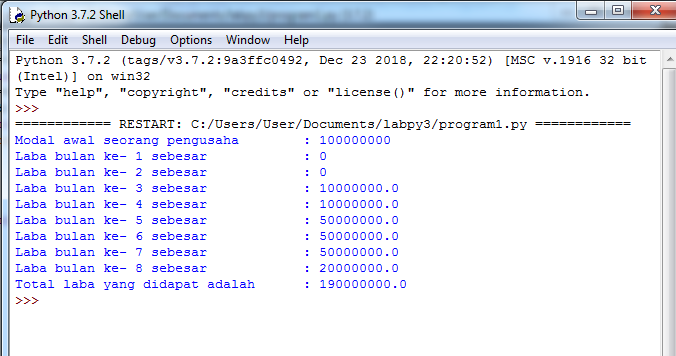 Python 3.7.2 Shell
File Edit Shell Debug Options Window Help
Python 3.7.2 (tags/v3.7.2:9a3ffc0492, Dec 23 2018, 22:20:52) [MSC v.1916 32 bit
(Intel)] on win32
Type "help", "copyright", "credits" or "license()" for more information.
>>>
============ RESTART: C:/Users/User/Documents/labpy3/program1.py ============
Modal awal seorang pengusaha : 100000000
Laba bulan ke- 1 sebesar : 0
Laba bulan ke- 2 sebesar : 0
Laba bulan ke- 3 sebesar : 10000000.0
Laba bulan ke- 4 sebesar : 10000000.0
Laba bulan ke- 5 sebesar : 50000000.0
Laba bulan ke- 6 sebesar : 50000000.0
Laba bulan ke- 7 sebesar : 50000000.0
Laba bulan ke- 8 sebesar : 20000000.0
Total laba yang didapat adalah : 190000000.0
>>>